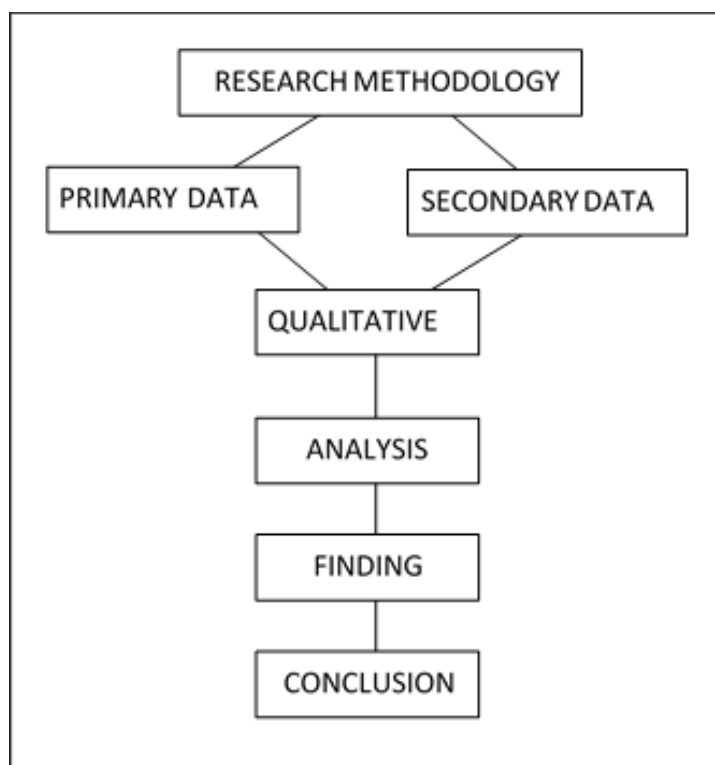 RESEARCH METHODOLOGY
PRIMARY DATA
SECONDARY DATA
QUALITATIVE
ANALYSIS
FINDING
CONCLUSION